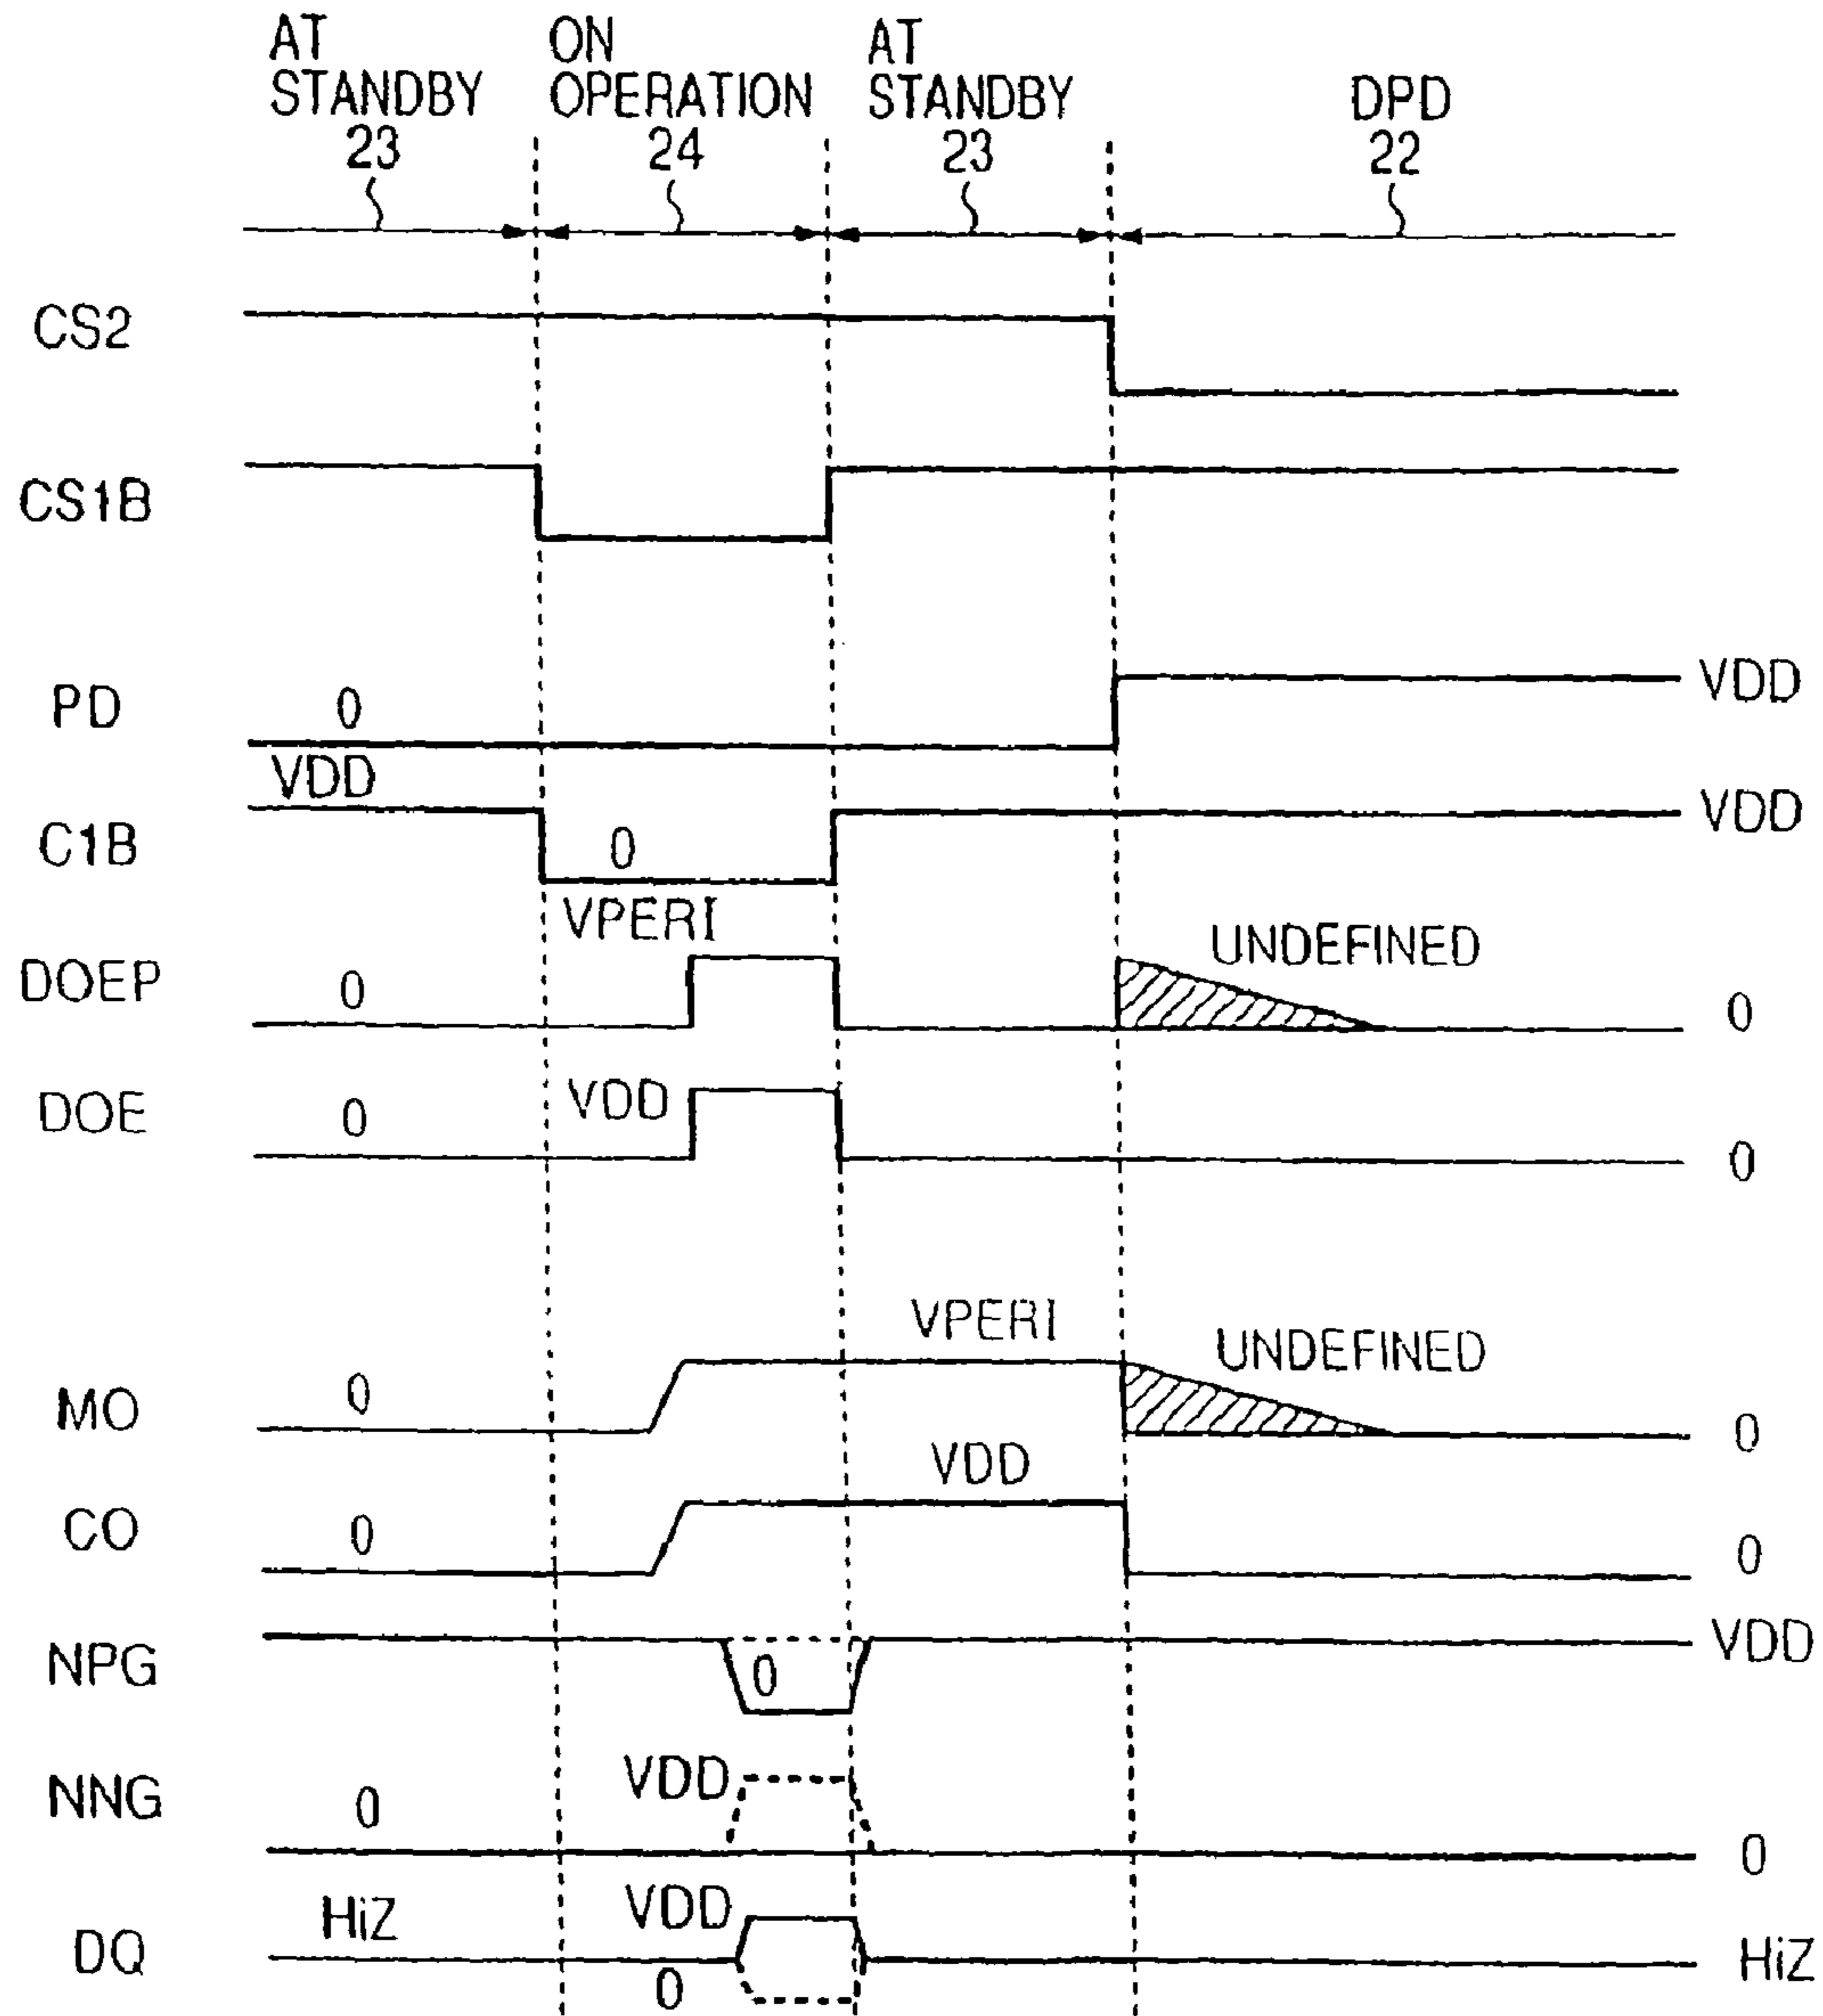 AT
STANDBY
23
ON
OPERATION
24
AT
STANDBY
23
DPD
22
CS2
CS1B
PD
0
VDD
VDD
C1B
0
VDD
VPERI
DOEP
0
UNDEFINED
0
DOE
0
VDD
0
VPERI
MO
0
UNDEFINED
0
VDD
CO
0
0
NPG
0
VDD
NNG
0
VDD
0
DQ
HiZ
VDD
0
HiZ